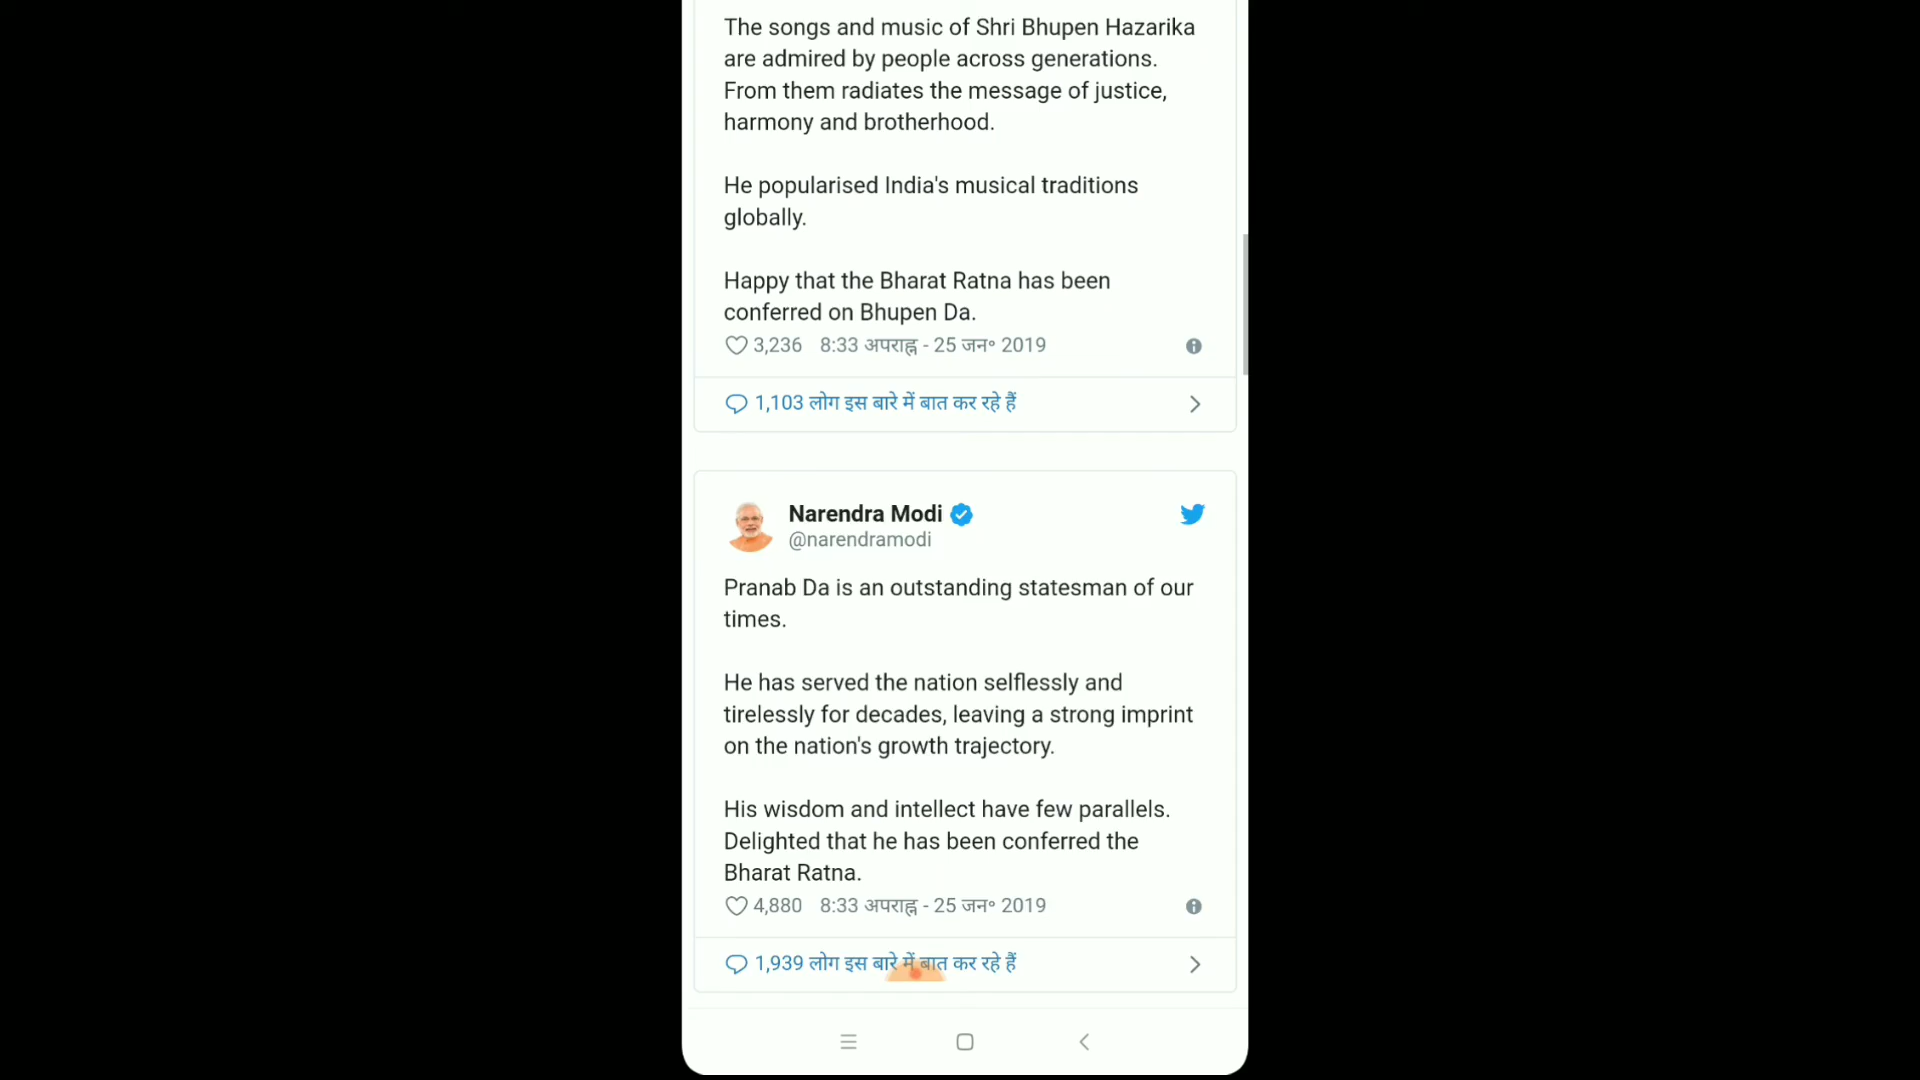 The songs and music of Shri Bhupen Hazarika
are admired by people across generations.
From them radiates the message of justice,
harmony and brotherhood.
He popularised India's musical traditions
globally.
Happy that the Bharat Ratna has been
conferred on Bhupen Da.
3,236 8:33 अपराह्न - 25 जन॰ 2019
1,103 लोग इस बारे में बात कर रहे हैं
Narendra Modi
@narendramodi
Pranab Da is an outstanding statesman of our
times.
He has served the nation selflessly and
tirelessly for decades, leaving a strong imprint
on the nation's growth trajectory.
His wisdom and intellect have few parallels.
Delighted that he has been conferred the
Bharat Ratna.
4,880 8:33 अपराह्न - 25 जन॰ 2019
1,939 लोग इस बारे में बात कर रहे हैं